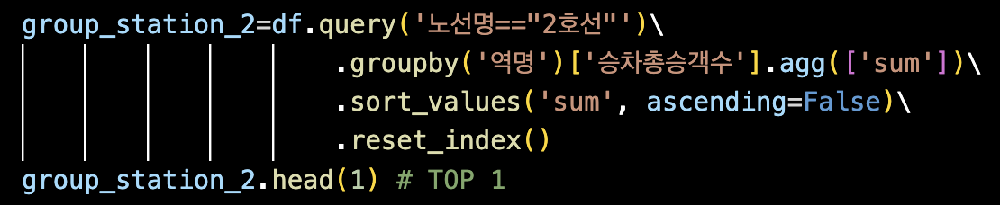 group_station_2=df.query('노선명=="2호선"')\
.groupby('역명')['승차총승객수'].agg(['sum'])\
.sort_values('sum', ascending=False)\
.reset_index()
group_station_2.head(1) # TOP 1